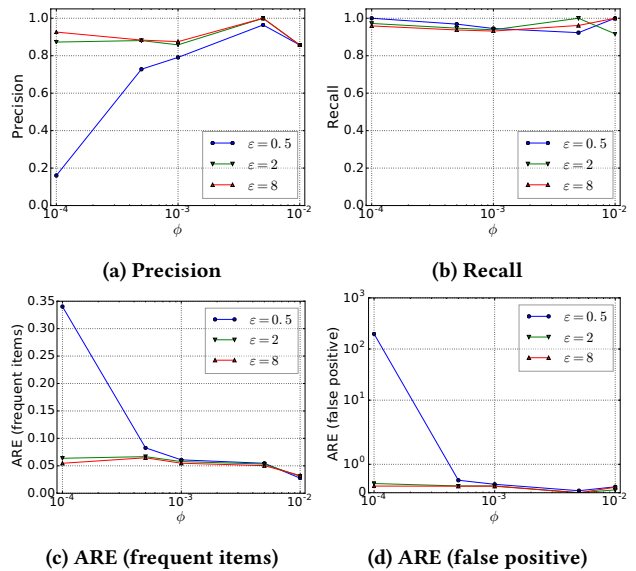 1.0
0.8
0.6
0.4
0.2
0.0
Precision
ε = 0.5
ε = 2
ε = 8
10⁻⁴
10⁻³
10⁻²
ϕ
(a) Precision
1.0
0.8
0.6
0.4
0.2
0.0
Recall
ε = 0.5
ε = 2
ε = 8
10⁻⁴
10⁻³
10⁻²
ϕ
(b) Recall
0.35
0.30
0.25
0.20
0.15
0.10
0.05
0.00
ARE (frequent items)
ε = 0.5
ε = 2
ε = 8
10⁻⁴
10⁻³
10⁻²
ϕ
(c) ARE (frequent items)
10³
10²
10¹
10⁰
0
ARE (false positive)
ε = 0.5
ε = 2
ε = 8
10⁻⁴
10⁻³
10⁻²
ϕ
(d) ARE (false positive)